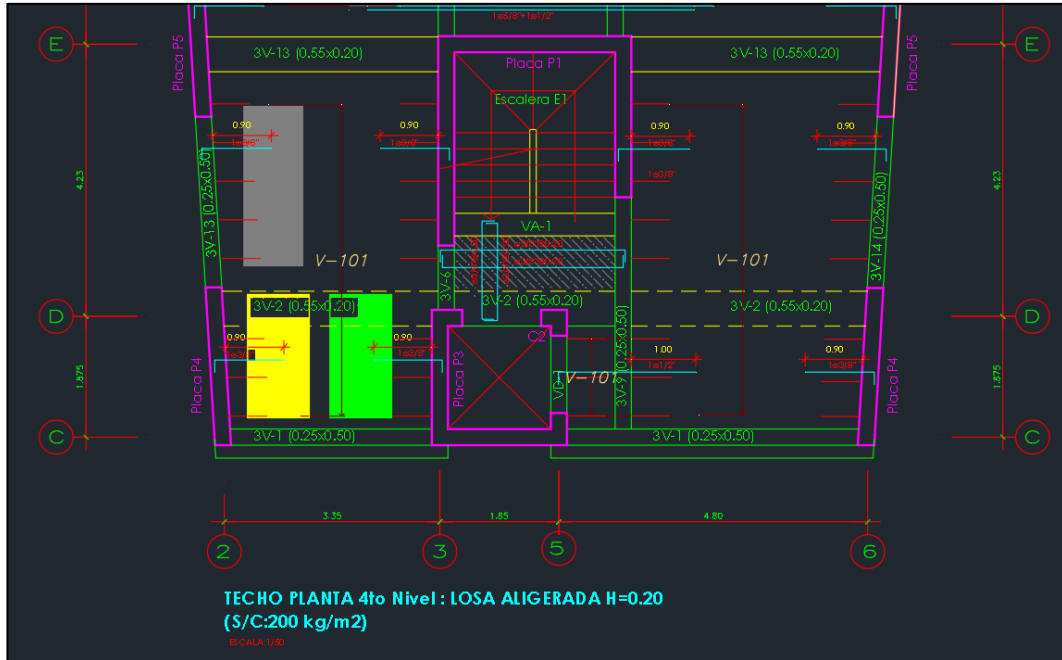 1ø5/8"+1ø1/2"
E
3V-13 (0.55x0.20)
3V-13 (0.55x0.20)
E
Placa P5
Placa P1
Placa P5
Escalera E1
0.90
0.90
0.90
0.90
1ø3/8"
1ø3/8"
1ø3/8"
1ø3/8"
4.23
4.23
3V-13 (0.25x0.50)
3V-14 (0.25x0.50)
VA-1
V-101
V-101
3V-6
3V-2 (0.55x0.20)
3V-2 (0.55x0.20)
3V-2 (0.55x0.20)
D
D
C2
0.90
0.90
1.00
0.90
1ø3/8"
1ø1/2"
1ø3/8"
1.875
1.875
Placa P4
Placa P3
V-101
3V-9 (0.25x0.50)
Placa P4
C
3V-1 (0.25x0.50)
3V-1 (0.25x0.50)
C
3.35
1.85
4.80
2
3
5
6
TECHO PLANTA 4to Nivel : LOSA ALIGERADA H=0.20
(S/C:200 kg/m2)
ESCALA:1/50